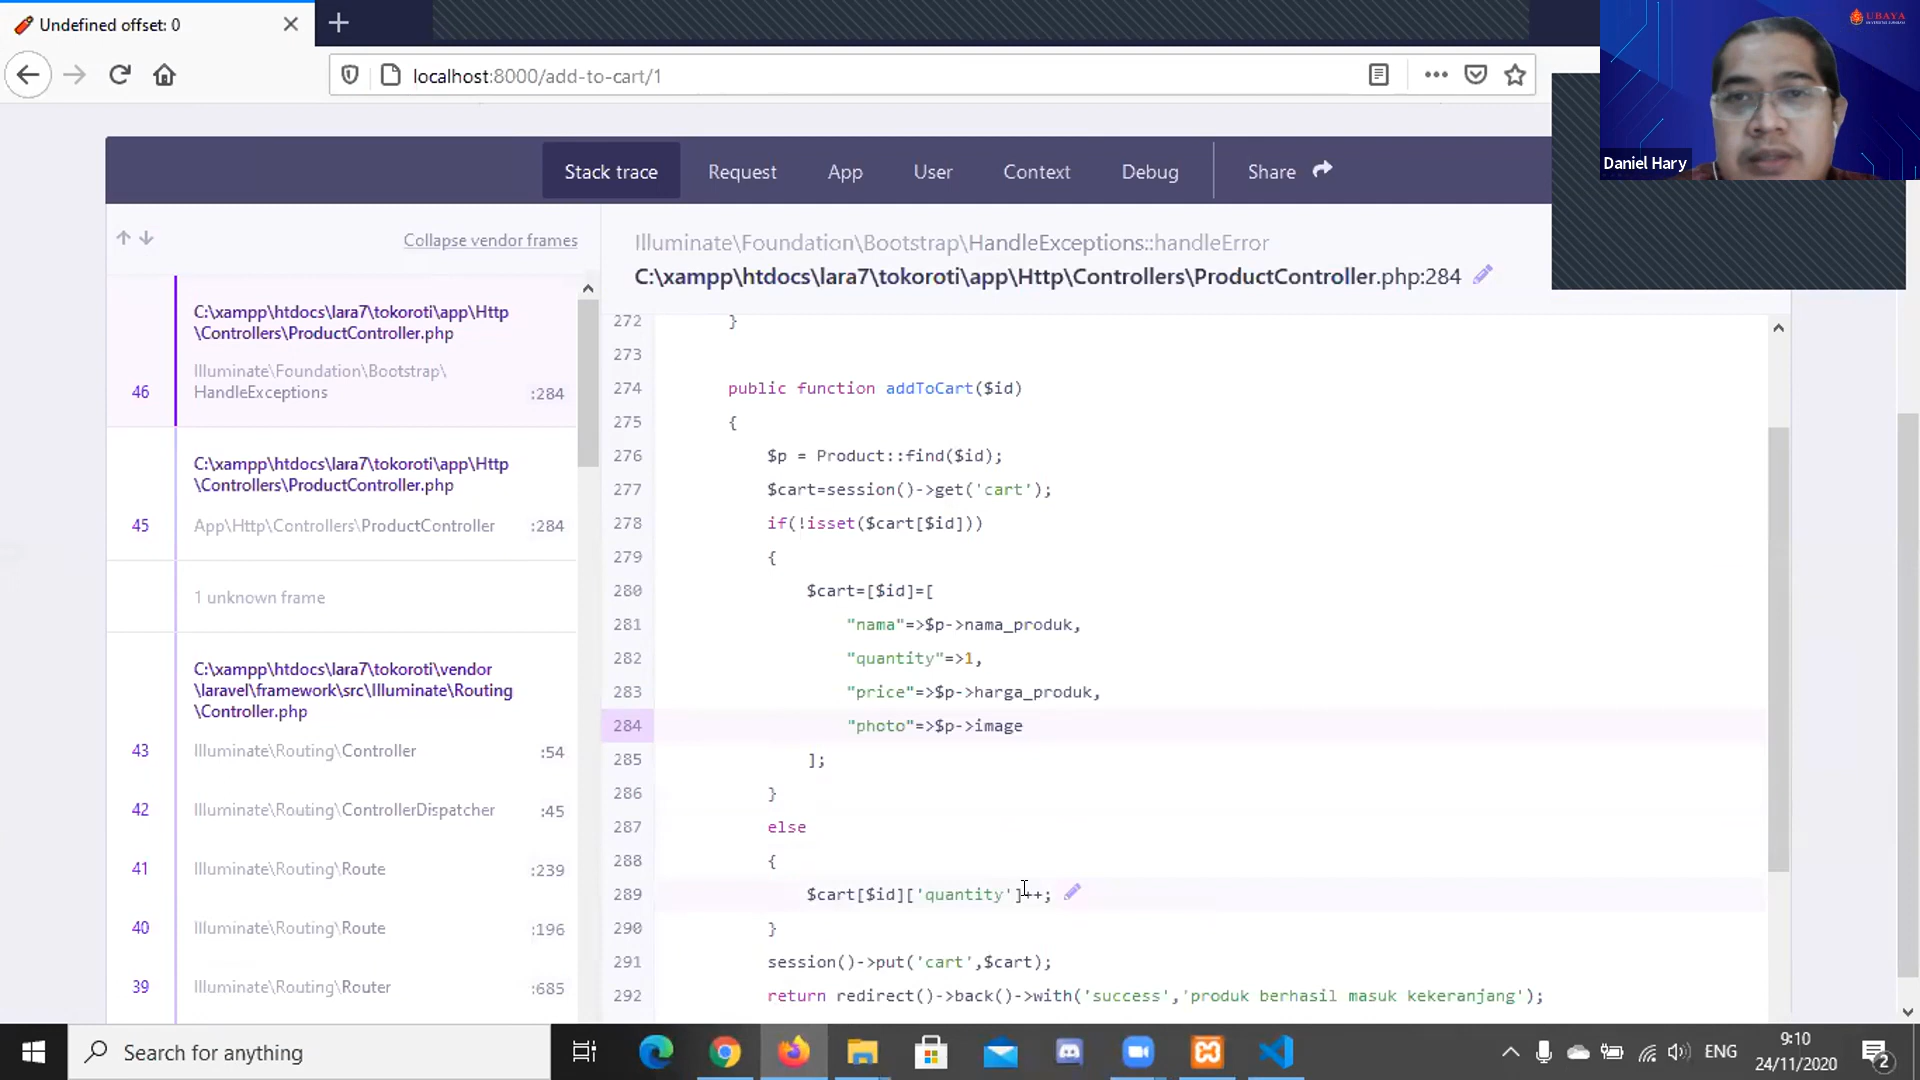 Undefined offset: 0
UBAYA
localhost:8000/add-to-cart/1
Daniel Hary
Stack trace
Request
App
User
Context
Debug
Share
Collapse vendor frames
C:\xampp\htdocs\lara7\tokoroti\app\Http
\Controllers\ProductController.php
Illuminate\Foundation\Bootstrap\
46 HandleExceptions :284
C:\xampp\htdocs\lara7\tokoroti\app\Http
\Controllers\ProductController.php
45 App\Http\Controllers\ProductController :284
1 unknown frame
C:\xampp\htdocs\lara7\tokoroti\vendor
\laravel\framework\src\Illuminate\Routing
\Controller.php
43 Illuminate\Routing\Controller :54
42 Illuminate\Routing\ControllerDispatcher :45
41 Illuminate\Routing\Route :239
40 Illuminate\Routing\Route :196
39 Illuminate\Routing\Router :685
Illuminate\Foundation\Bootstrap\HandleExceptions::handleError
C:\xampp\htdocs\lara7\tokoroti\app\Http\Controllers\ProductController.php:284
272 }
273
274 public function addToCart($id)
275 {
276 $p = Product::find($id);
277 $cart=session()->get('cart');
278 if(!isset($cart[$id]))
279 {
280 $cart=[$id]=[
281 "nama"=>$p->nama_produk,
282 "quantity"=>1,
283 "price"=>$p->harga_produk,
284 "photo"=>$p->image
285 ];
286 }
287 else
288 {
289 $cart[$id]['quantity']++;
290 }
291 session()->put('cart',$cart);
292 return redirect()->back()->with('success','produk berhasil masuk kekeranjang');
Search for anything
ENG
9:10
24/11/2020
2